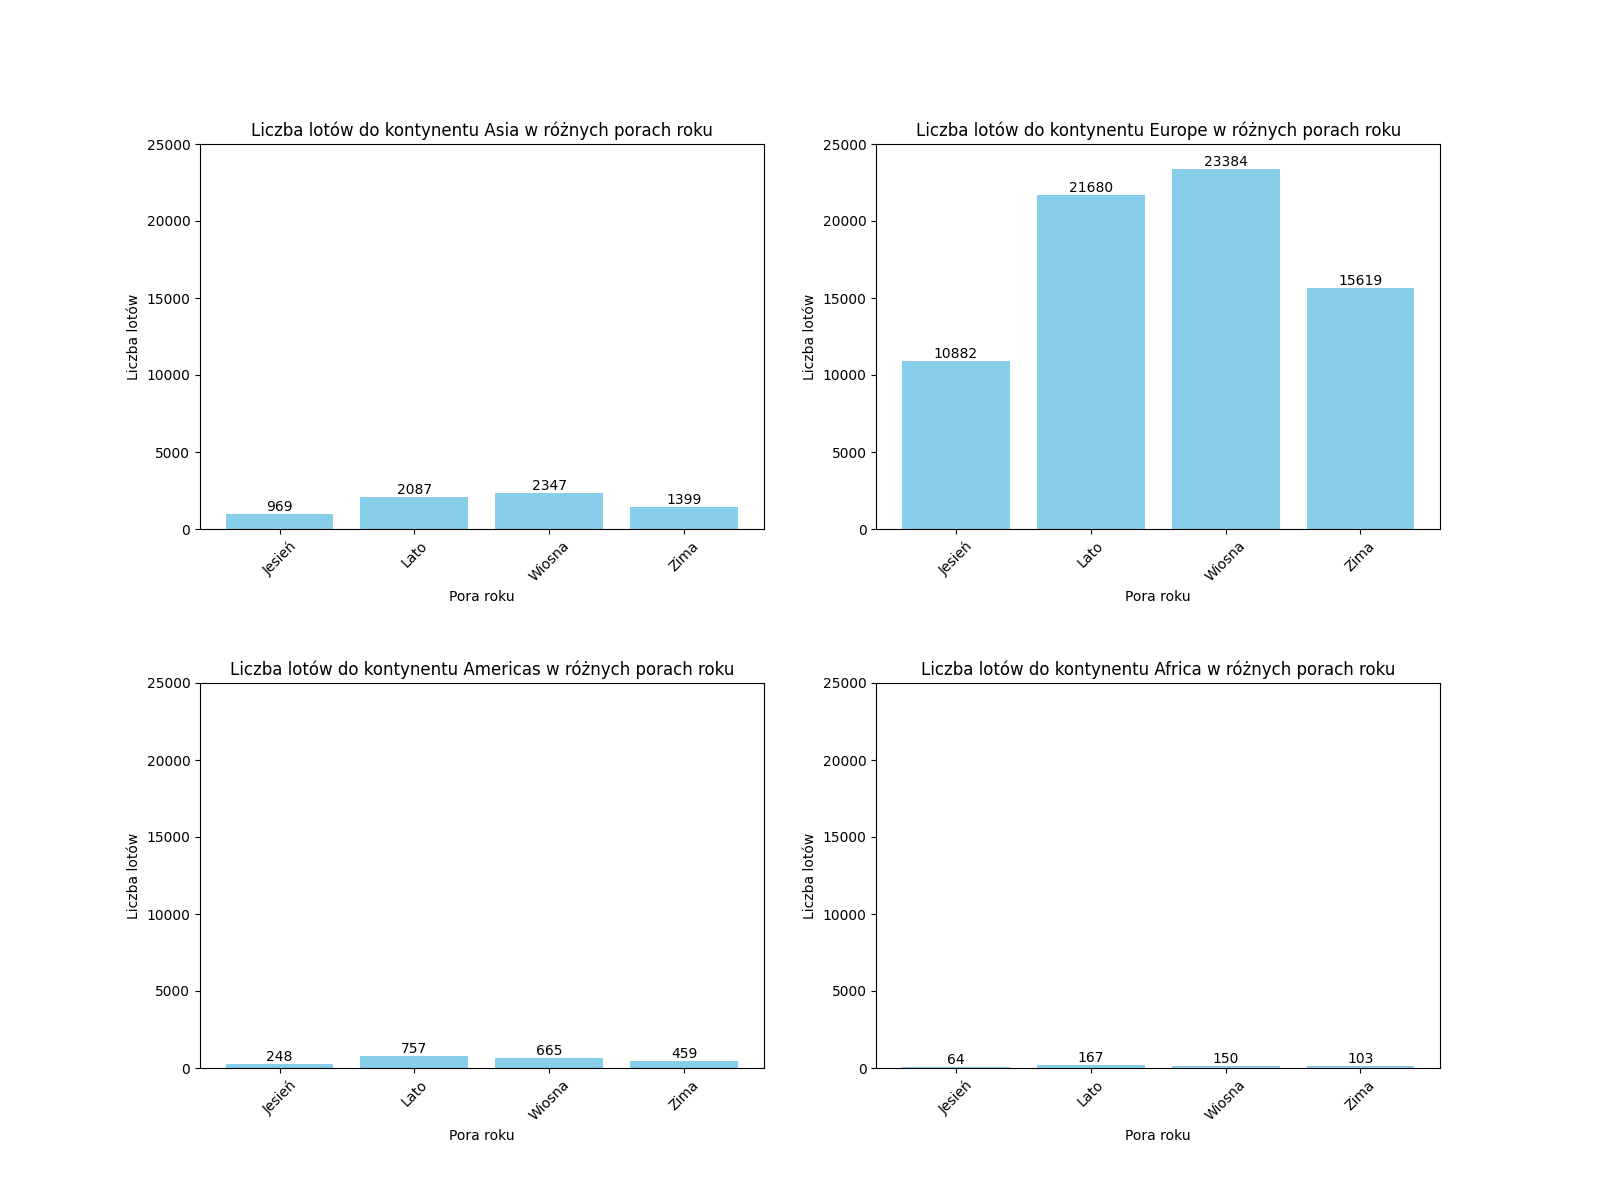 Liczba lotów do kontynentu Asia w różnych porach roku
25000
20000
15000
10000
5000
0
Liczba lotów
969
2087
2347
1399
Jesień
Lato
Wiosna
Zima
Pora roku
Liczba lotów do kontynentu Europe w różnych porach roku
25000
20000
15000
10000
5000
0
Liczba lotów
10882
21680
23384
15619
Jesień
Lato
Wiosna
Zima
Pora roku
Liczba lotów do kontynentu Americas w różnych porach roku
25000
20000
15000
10000
5000
0
Liczba lotów
248
757
665
459
Jesień
Lato
Wiosna
Zima
Pora roku
Liczba lotów do kontynentu Africa w różnych porach roku
25000
20000
15000
10000
5000
0
Liczba lotów
64
167
150
103
Jesień
Lato
Wiosna
Zima
Pora roku